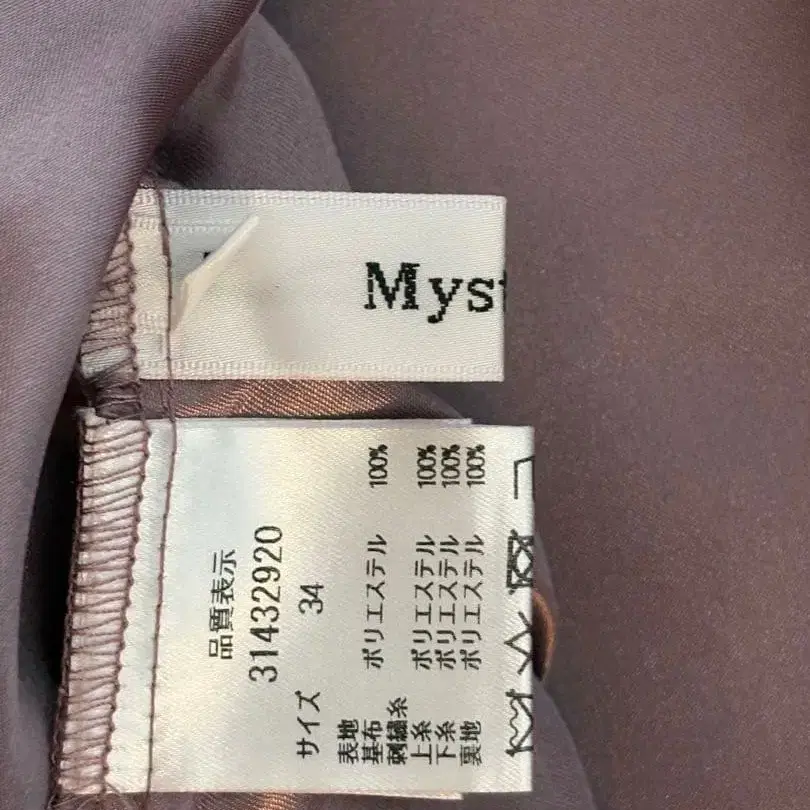 Myst
品質表示
31432920
サイズ 34
表地
基布 ポリエステル 100%
刺繍糸
上糸 ポリエステル 100%
下糸 ポリエステル 100%
裏地 ポリエステル 100%